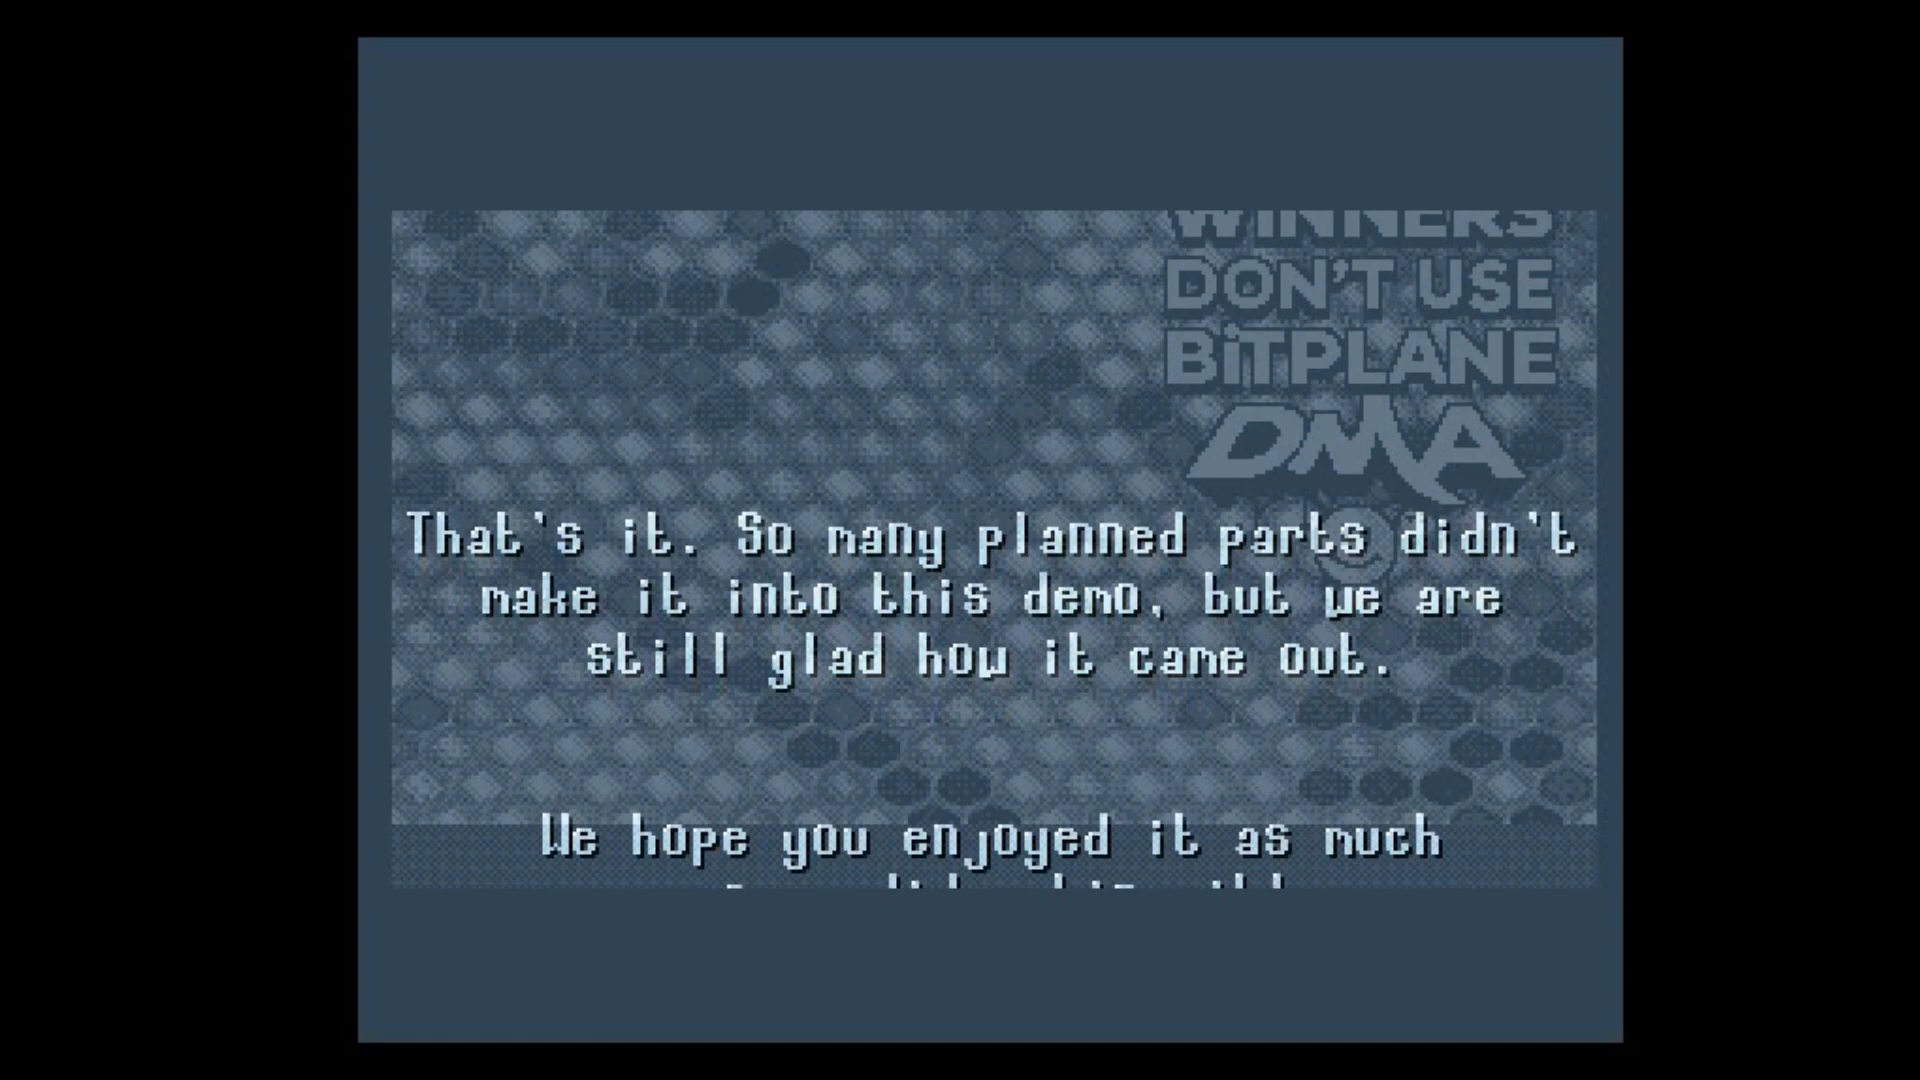 WINNERS
DON'T USE
BiTPLANE
DMA
That's it. So many planned parts didn't
make it into this demo, but we are
still glad how it came out.
We hope you enjoyed it as much